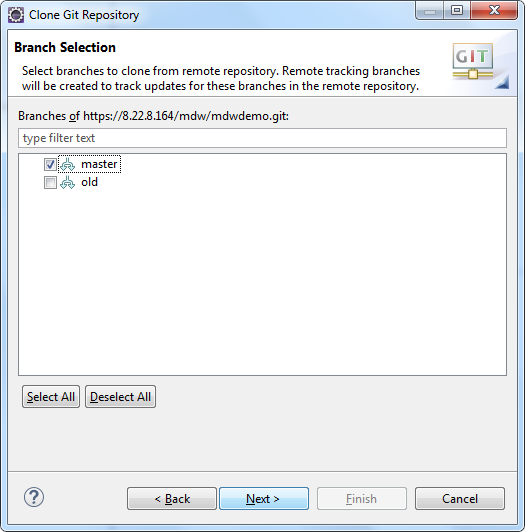 Clone Git Repository
Branch Selection
Select branches to clone from remote repository. Remote tracking branches
will be created to track updates for these branches in the remote repository.
GIT
Branches of https://8.22.8.164/mdw/mdwdemo.git:
type filter text
master
old
Select All Deselect All
? < Back Next > Finish Cancel